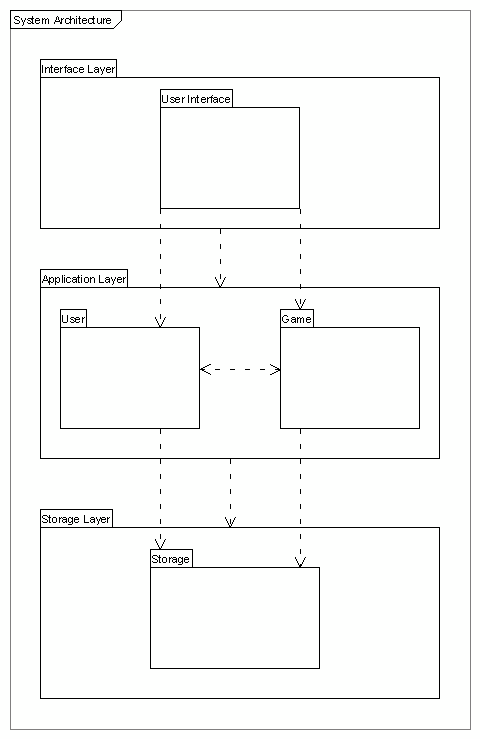 System Architecture
Interface Layer
User Interface
Application Layer
User
Game
Storage Layer
Storage